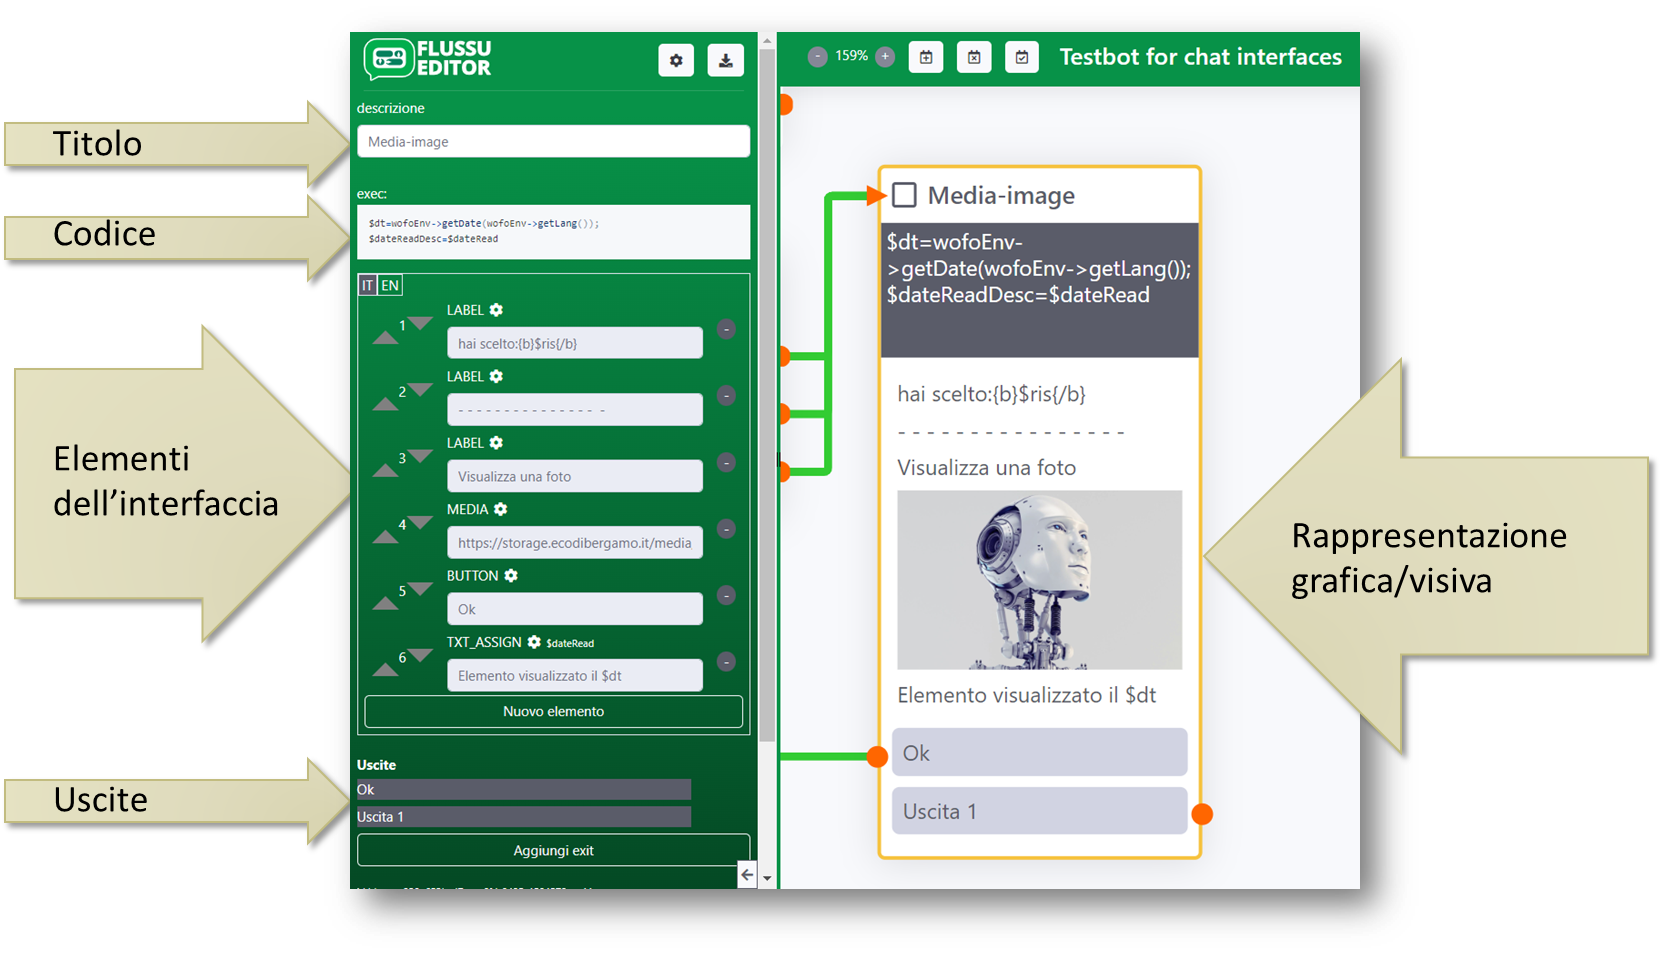 Titolo
Codice
Elementi
dell’interfaccia
Uscite
FLUSSU
EDITOR
descrizione
Media-image
exec:
$dt=wofoEnv->getDate(wofoEnv->getLang());
$dateReadDesc=$dateRead
IT EN
LABEL
1
hai scelto:{b}$ris{/b}
-
LABEL
2
- - - - - - - - - - - - - - - -
-
LABEL
3
Visualizza una foto
-
MEDIA
4
https://storage.ecodibergamo.it/media
-
BUTTON
5
Ok
-
TXT_ASSIGN $dateRead
6
Elemento visualizzato il $dt
-
Nuovo elemento
Uscite
Ok
Uscita 1
Aggiungi exit
- 159% +
Testbot for chat interfaces
Media-image
$dt=wofoEnv-
>getDate(wofoEnv->getLang());
$dateReadDesc=$dateRead
hai scelto:{b}$ris{/b}
- - - - - - - - - - - - - - - -
Visualizza una foto
Elemento visualizzato il $dt
Ok
Uscita 1
Rappresentazione
grafica/visiva